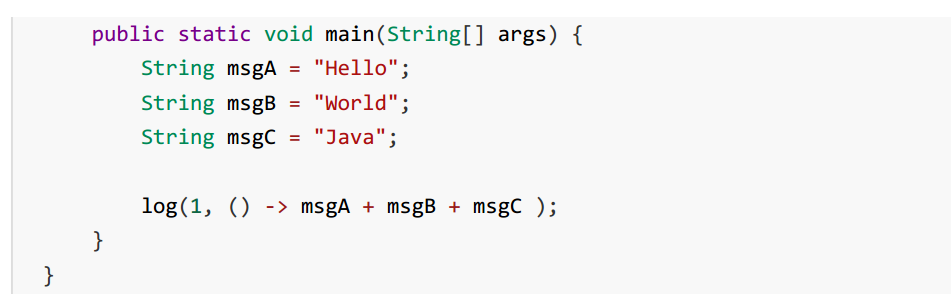 public static void main(String[] args) {
String msgA = "Hello";
String msgB = "World";
String msgC = "Java";
log(1, () -> msgA + msgB + msgC );
}
}